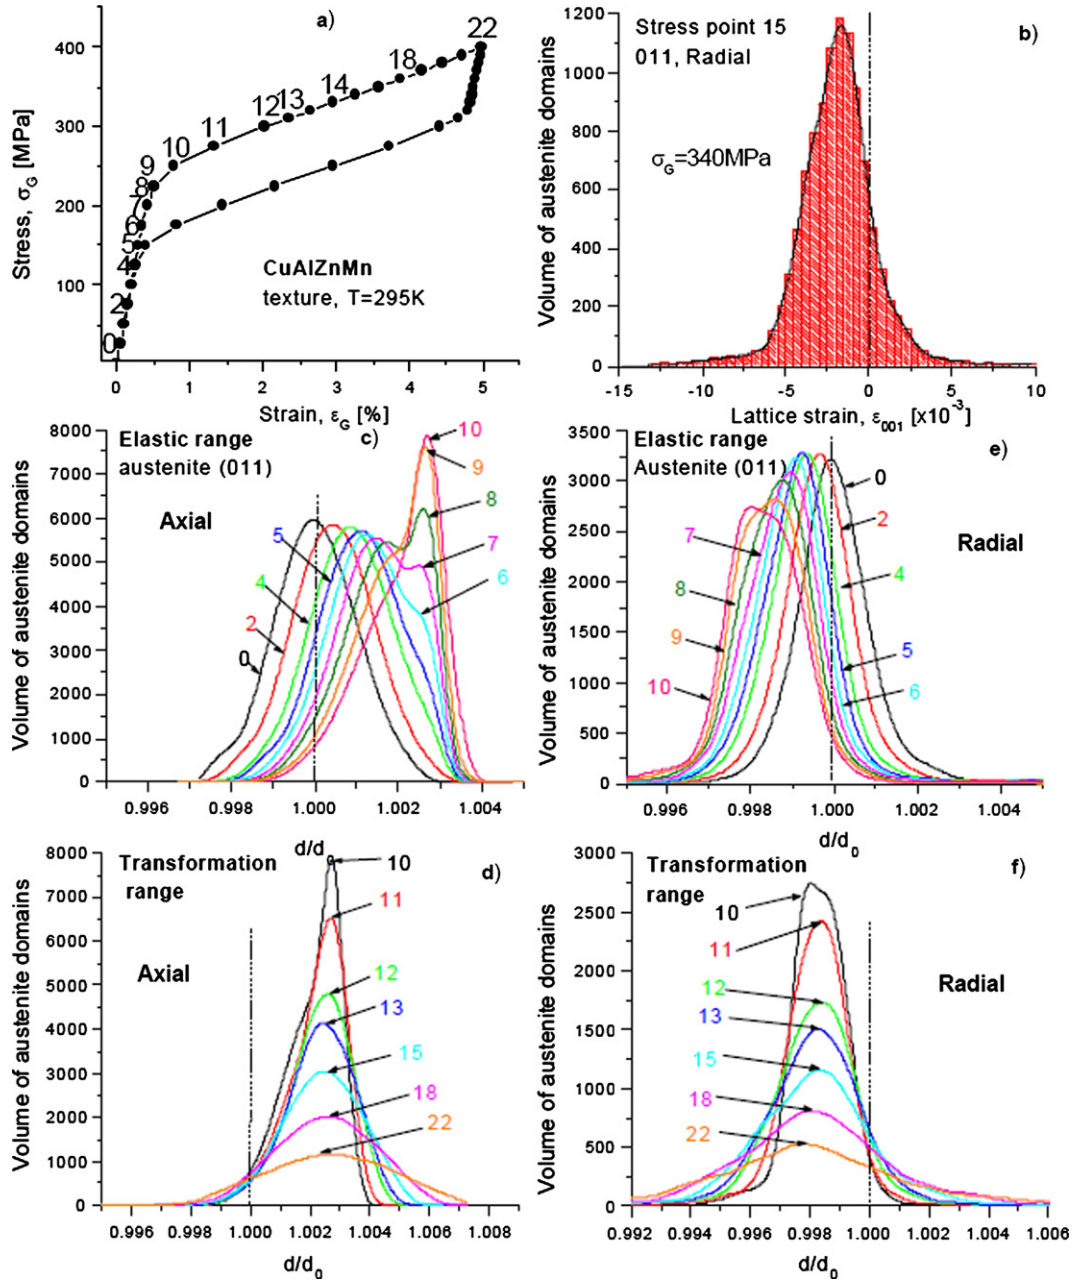 a)
22
18
14
13
12
11
10
9
8
7
6
5
4
2
0
400
300
200
100
0 1 2 3 4 5
Stress, σG [MPa]
Strain, εG [%]
CuAlZnMn
texture, T=295K
b)
Stress point 15
011, Radial
σG=340MPa
1200
1000
800
600
400
200
0
-15 -10 -5 0 5 10
Volume of austenite domains
Lattice strain, ε001 [x10-3]
c)
Elastic range
austenite (011)
Axial
10
9
8
7
6
5
4
2
0
8000
7000
6000
5000
4000
3000
2000
1000
0
0.996 0.998 1.000 1.002 1.004
Volume of austenite domains
d/d0
e)
Elastic range
Austenite (011)
Radial
0
2
4
5
6
7
8
9
10
3500
3000
2500
2000
1500
1000
500
0
0.996 0.998 1.000 1.002 1.004
Volume of austenite domains
d/d0
d)
Transformation
range
Axial
10
11
12
13
15
18
22
8000
7000
6000
5000
4000
3000
2000
1000
0
0.996 0.998 1.000 1.002 1.004 1.006 1.008
Volume of austenite domains
d/d0
f)
Transformation
range
Radial
10
11
12
13
15
18
22
3000
2500
2000
1500
1000
500
0
0.992 0.994 0.996 0.998 1.000 1.002 1.004 1.006
Volume of austenite domains
d/d0